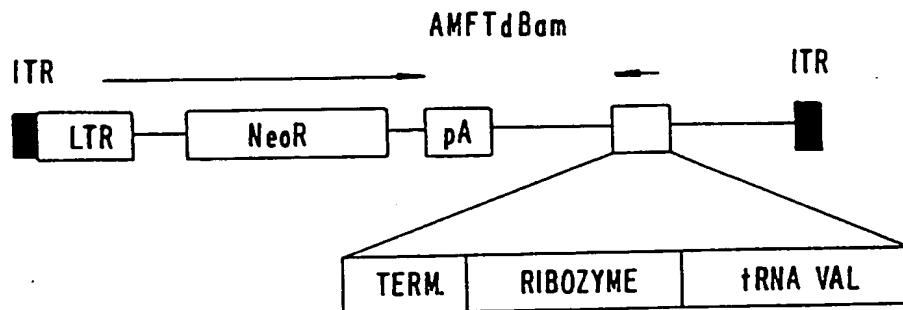 AMFTdBam
ITR ITR
LTR NeoR pA
TERM. RIBOZYME tRNA VAL